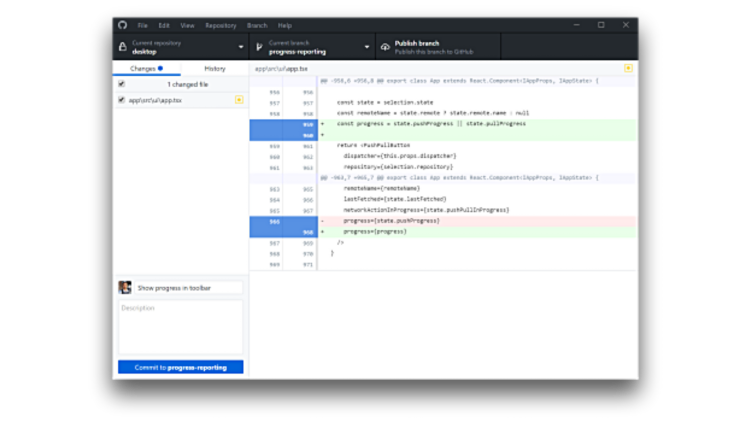 File Edit View Repository Branch Help
Current repository
desktop
Current branch
progress-reporting
Publish branch
Publish this branch to GitHub
Changes History
1 changed file
app\src\ui\app.tsx
Show progress in toolbar
Description
Commit to progress-reporting
app\src\ui\app.tsx
@@ -956,6 +956,8 @@ export class App extends React.Component<IAppProps, IAppState> {
956 956
957 957 const state = selection.state
958 958 const remoteName = state.remote ? state.remote.name : null
959 + const progress = state.pushProgress || state.pullProgress
960 +
959 961 return <PushPullButton
960 962 dispatcher={this.props.dispatcher}
961 963 repository={selection.repository}
@@ -963,7 +965,7 @@ export class App extends React.Component<IAppProps, IAppState> {
963 965 remoteName={remoteName}
964 966 lastFetched={state.lastFetched}
965 967 networkActionInProgress={state.pushPullInProgress}
966 - progress={state.pushProgress}
968 + progress={progress}
967 969 />
968 970 }
969 971